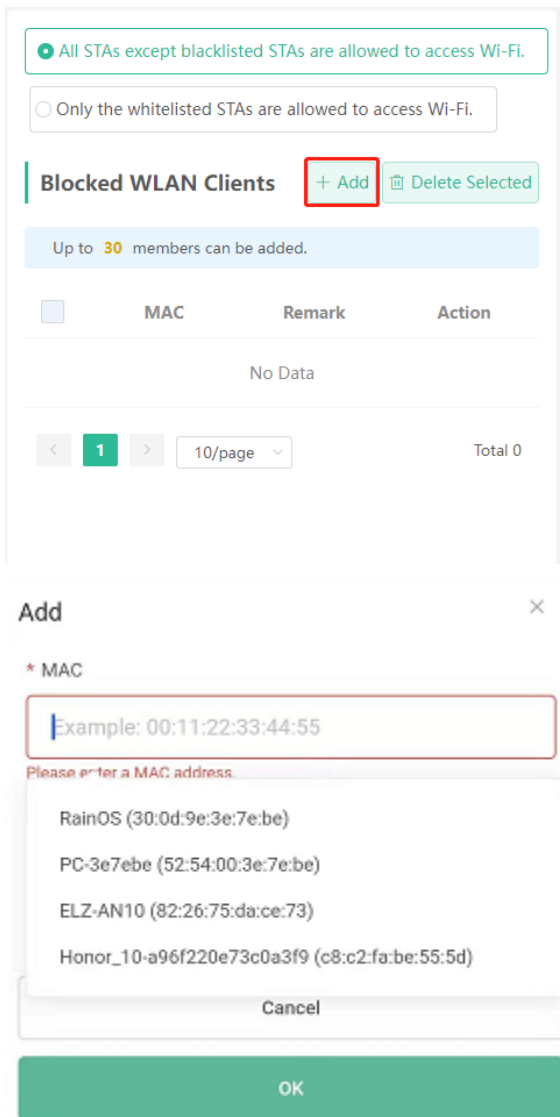 All STAs except blacklisted STAs are allowed to access Wi-Fi.
Only the whitelisted STAs are allowed to access Wi-Fi.
Blocked WLAN Clients + Add Delete Selected
Up to 30 members can be added.
MAC Remark Action
No Data
< 1 > 10/page Total 0
Add
* MAC
Example: 00:11:22:33:44:55
Please enter a MAC address.
RainOS (30:0d:9e:3e:7e:be)
PC-3e7ebe (52:54:00:3e:7e:be)
ELZ-AN10 (82:26:75:da:ce:73)
Honor_10-a96f220e73c0a3f9 (c8:c2:fa:be:55:5d)
Cancel
OK